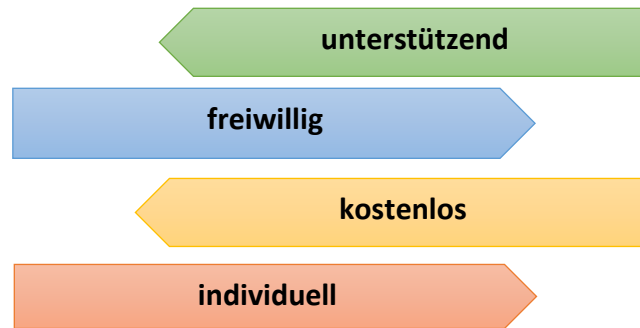 unterstützend
freiwillig
kostenlos
individuell